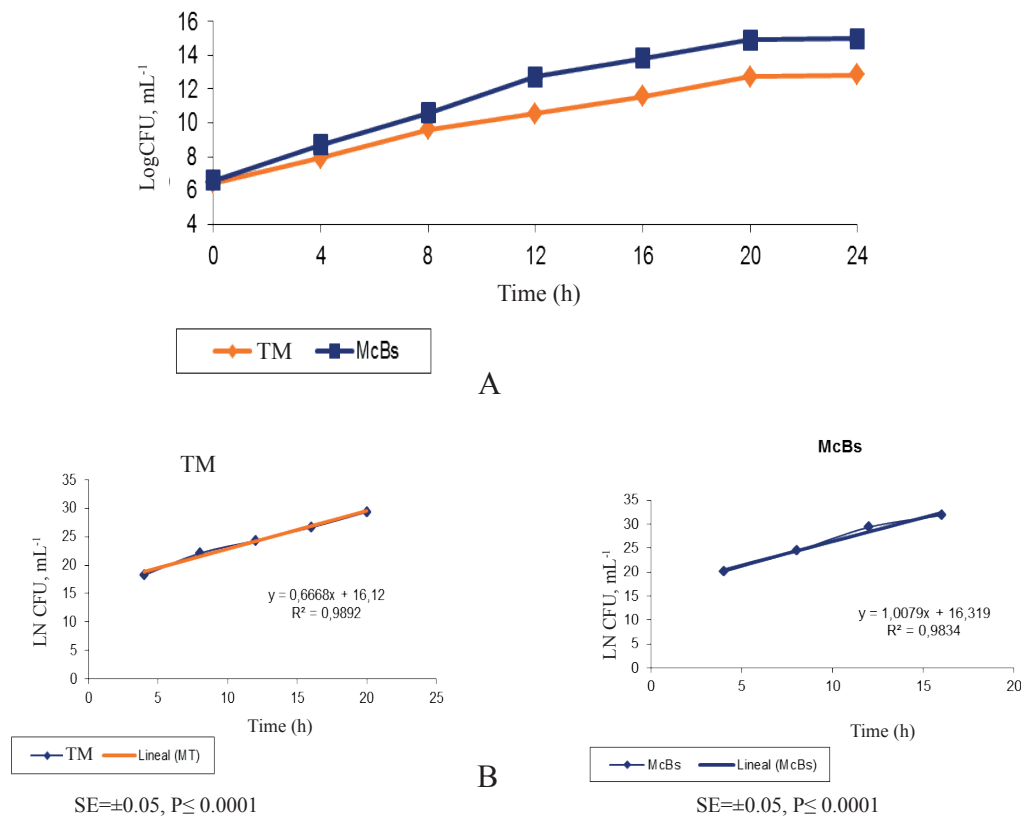 16
14
12
10
8
6
4
LogCFU, mL-1
0 4 8 12 16 20 24
Time (h)
TM McBs
A
TM
35
30
25
20
15
10
5
0
LN CFU, mL-1
y = 0,6668x + 16,12
R² = 0,9892
0 5 10 15 20 25
Time (h)
TM Lineal (MT)
SE=±0.05, P≤ 0.0001
McBs
35
30
25
20
15
10
5
0
LN CFU, mL-1
y = 1,0079x + 16,319
R² = 0,9834
0 5 10 15 20
Time (h)
McBs Lineal (McBs)
B
SE=±0.05, P≤ 0.0001